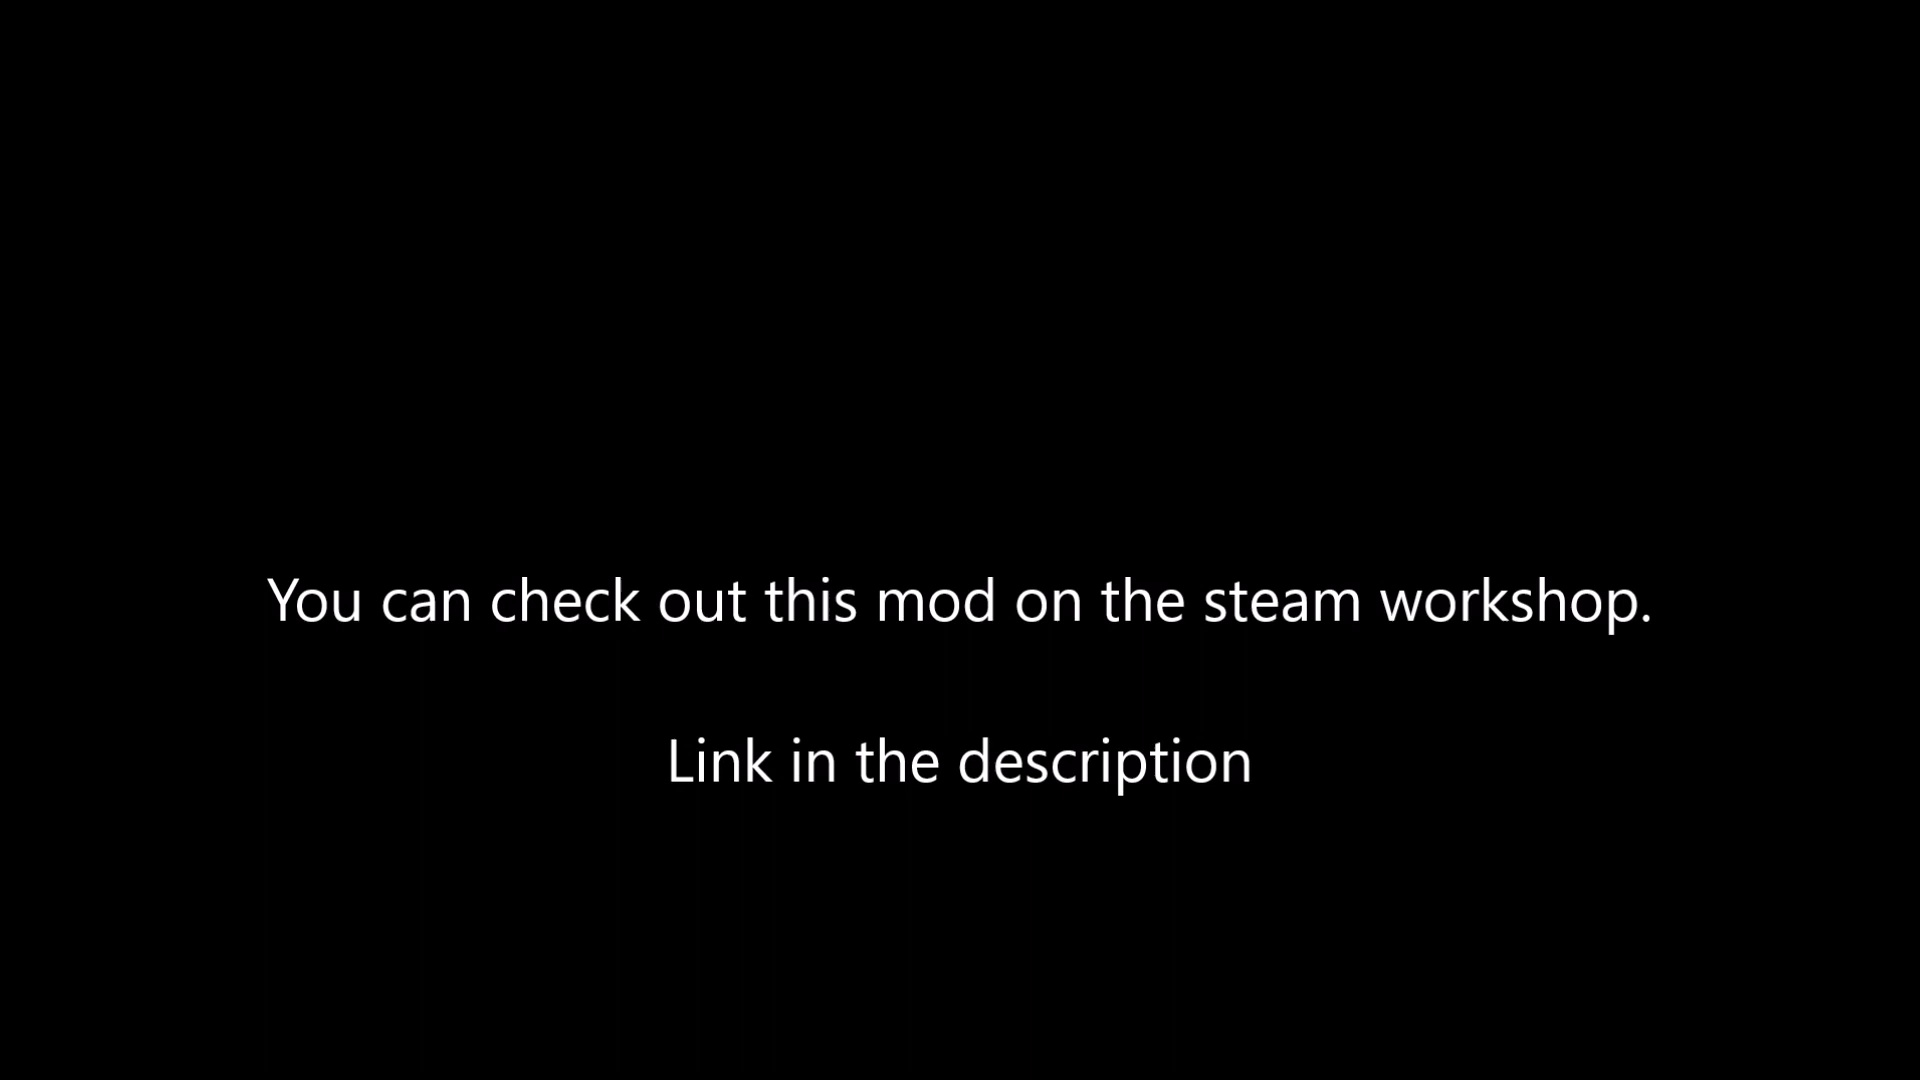 You can check out this mod on the steam workshop.
Link in the description